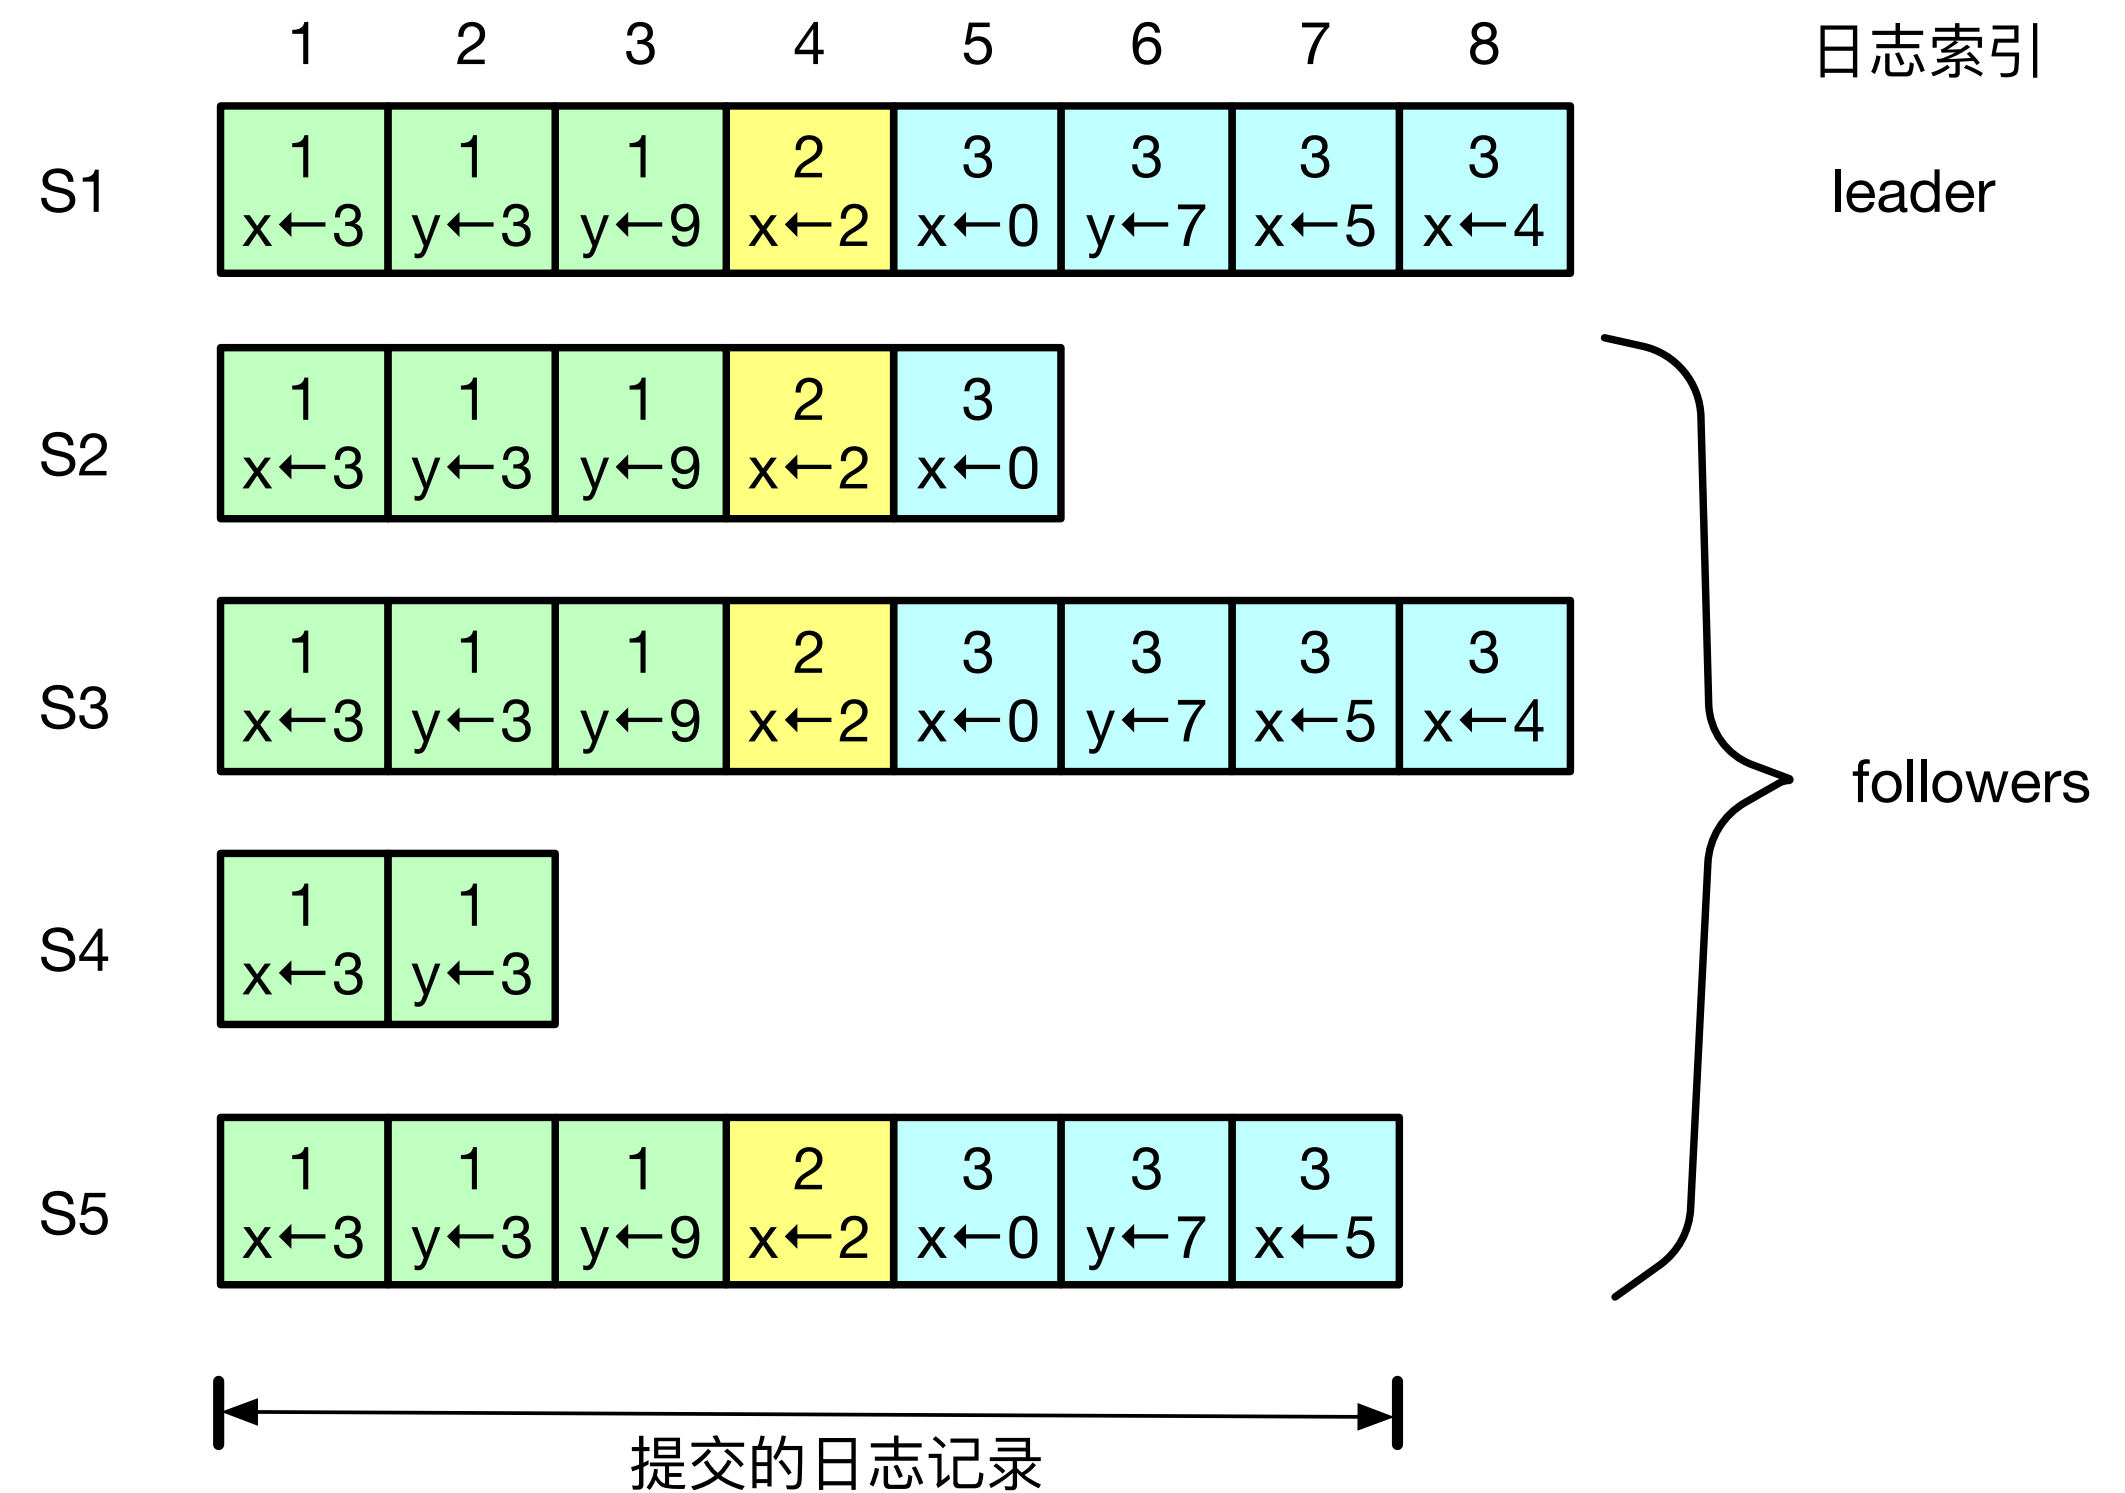 1 2 3 4 5 6 7 8 日志索引
1 1 1 2 3 3 3 3
S1 leader
x←3 y←3 y←9 x←2 x←0 y←7 x←5 x←4
1 1 1 2 3
S2
x←3 y←3 y←9 x←2 x←0
1 1 1 2 3 3 3 3
S3
x←3 y←3 y←9 x←2 x←0 y←7 x←5 x←4
followers
1 1
S4
x←3 y←3
1 1 1 2 3 3 3
S5
x←3 y←3 y←9 x←2 x←0 y←7 x←5
提交的日志记录